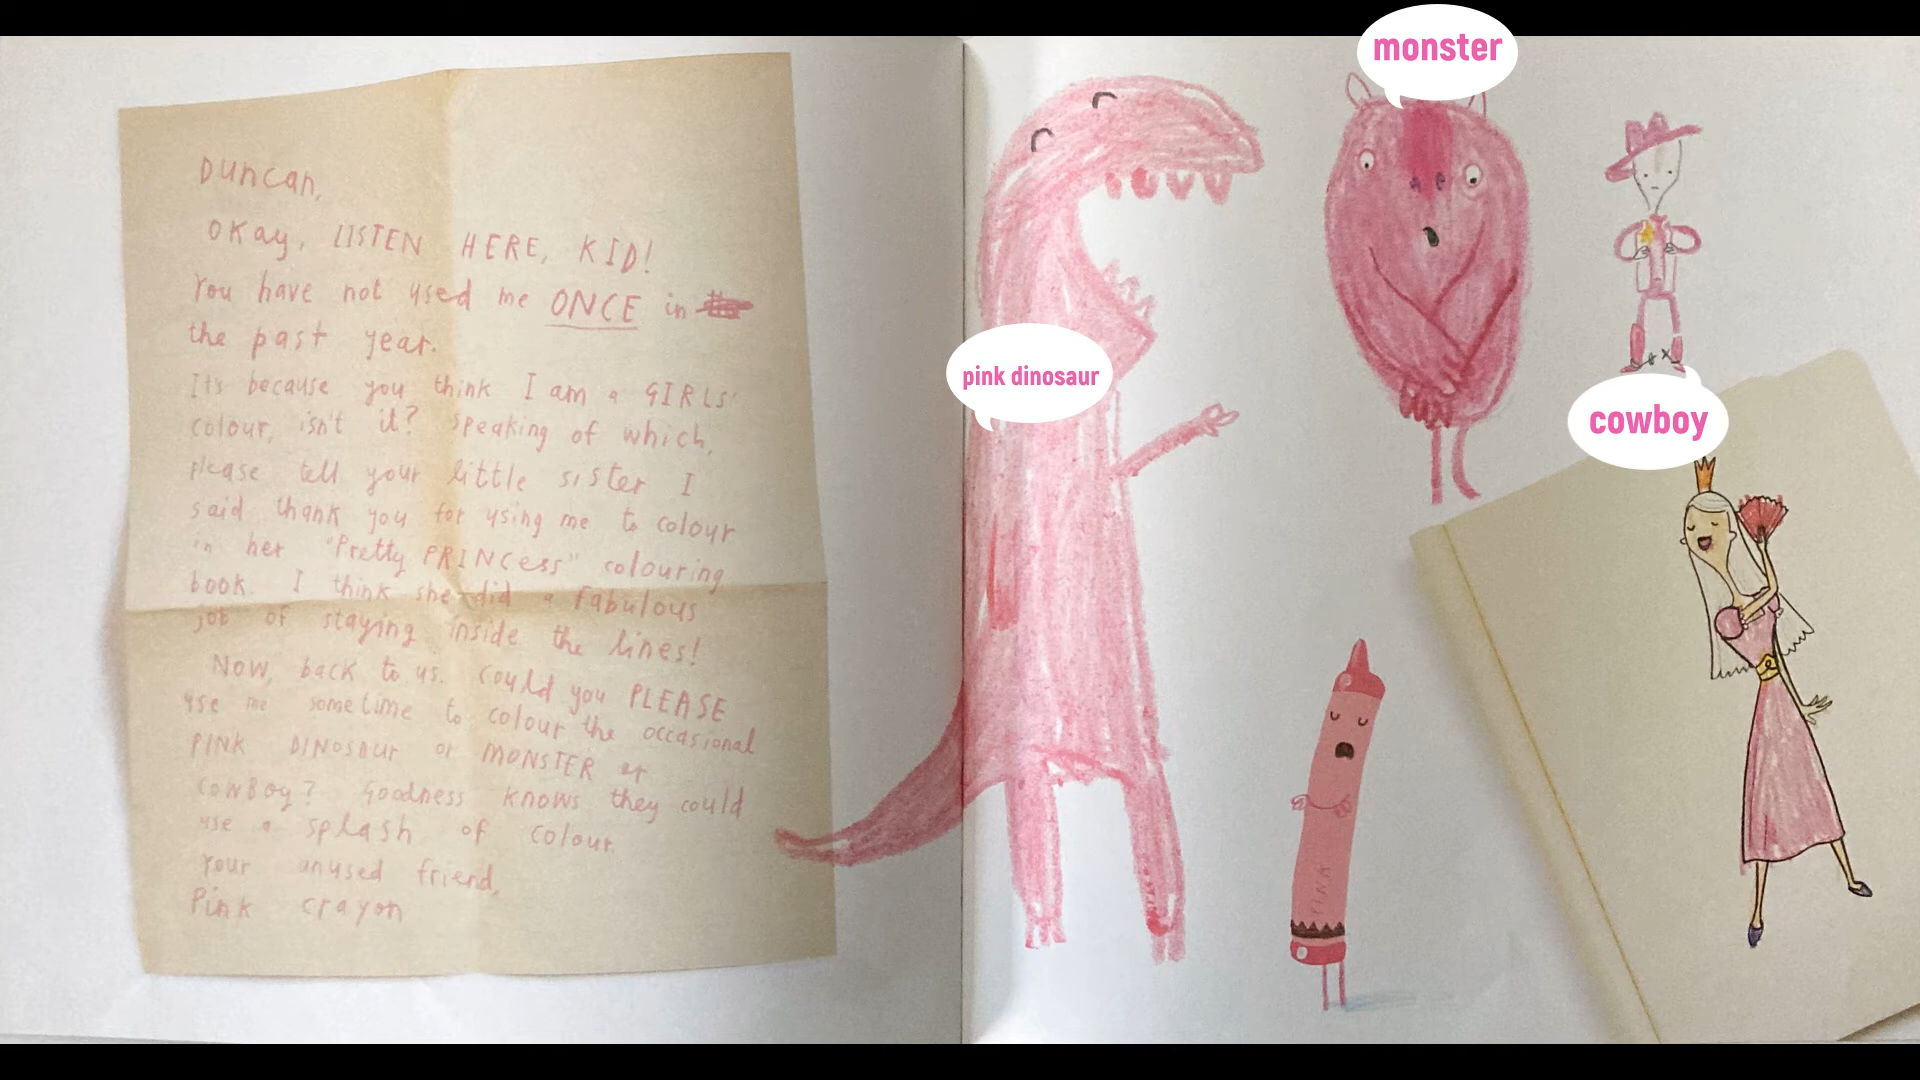 Duncan,
Okay, LISTEN HERE, KID!
You have not used me ONCE in
the past year.
It's because you think I am a GIRLS'
colour, isn't it? Speaking of which,
please tell your little sister I
said thank you for using me to colour
in her "Pretty PRINCess" colouring
book. I think she did a fabulous
job of staying inside the lines!
Now, back to us. Could you PLEASE
use me sometime to colour the occasional
PINK DINOSaur or MONSTER or
COWBOY? Goodness knows they could
use a splash of colour.
Your unused friend,
Pink crayon
monster
pink dinosaur
cowboy
PINK